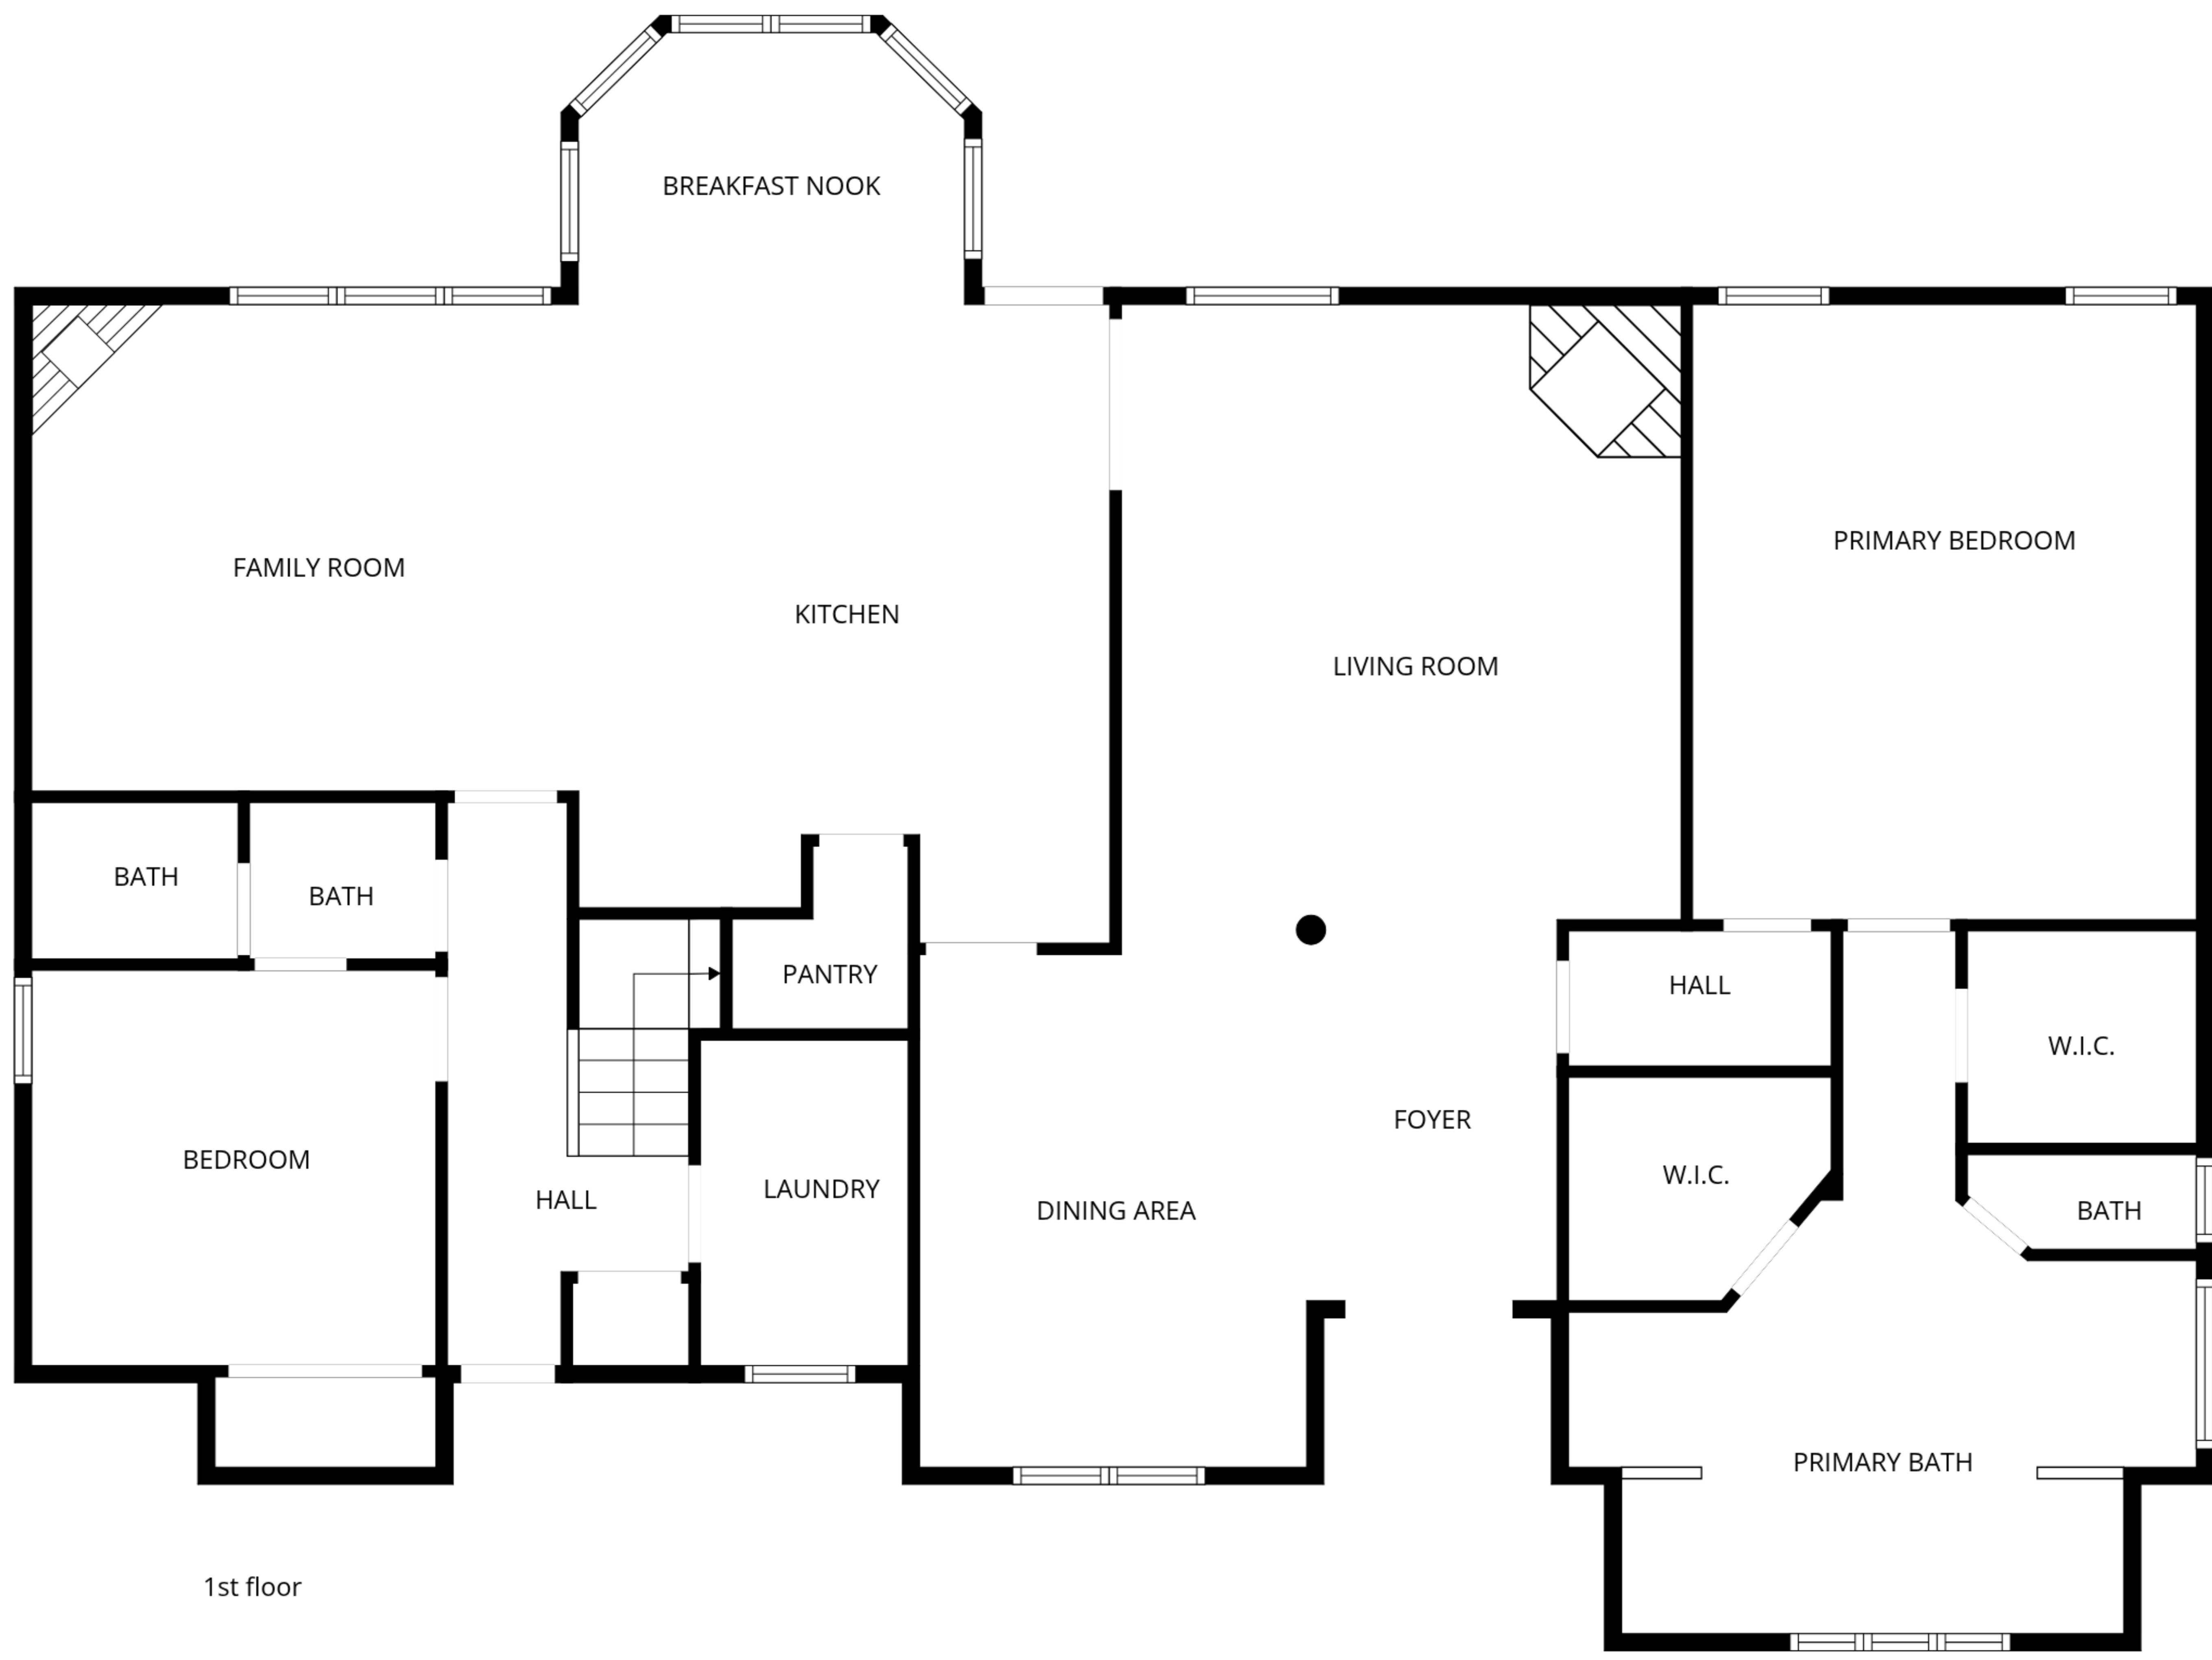 BREAKFAST NOOK
PRIMARY BEDROOM
FAMILY ROOM
KITCHEN
LIVING ROOM
BATH
BATH
PANTRY
HALL
W.I.C.
FOYER
BEDROOM
W.I.C.
LAUNDRY
HALL
DINING AREA
BATH
PRIMARY BATH
1st floor